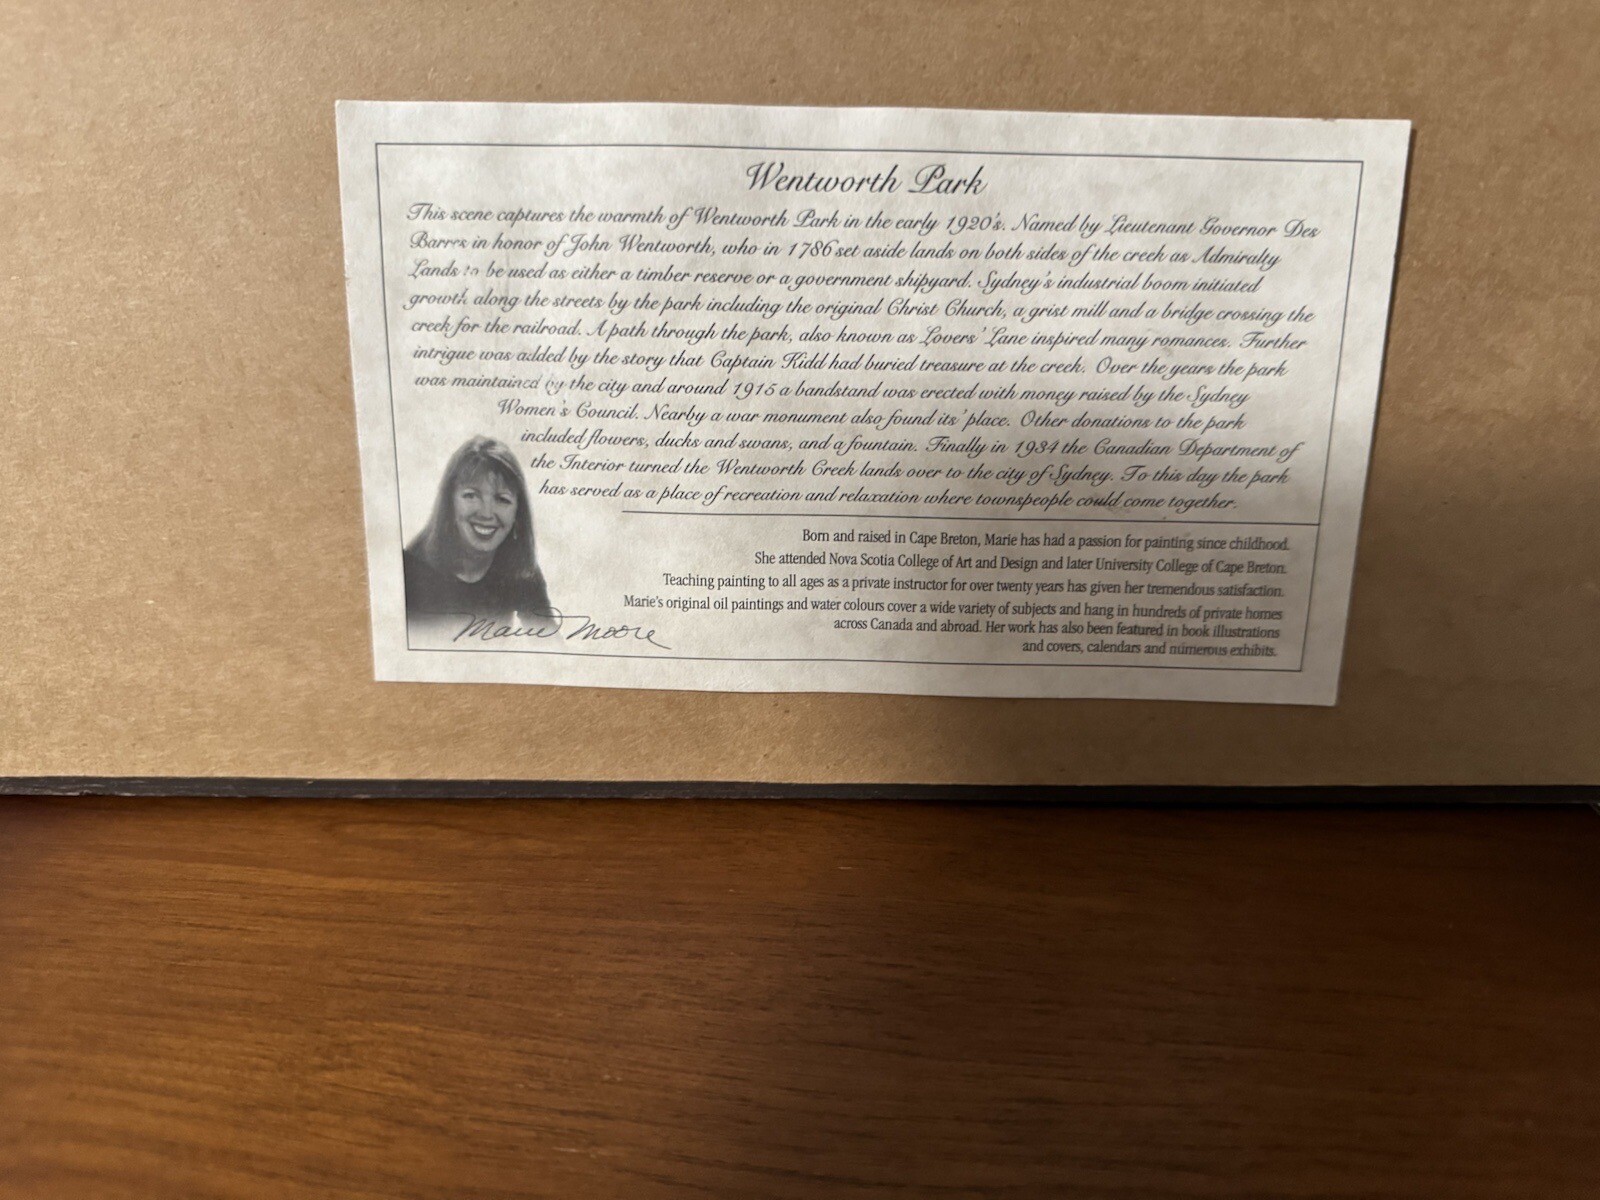 Wentworth Park
This scene captures the warmth of Wentworth Park in the early 1920's. Named by Lieutenant Governor Des
Barres in honor of John Wentworth, who in 1786 set aside lands on both sides of the creek as Admiralty
Lands to be used as either a timber reserve or a government shipyard. Sydney's industrial boom initiated
growth along the streets by the park including the original Christ Church, a grist mill and a bridge crossing the
creek for the railroad. A path through the park, also known as Lovers' Lane inspired many romances. Further
intrigue was added by the story that Captain Kidd had buried treasure at the creek. Over the years the park
was maintained by the city and around 1915 a bandstand was erected with money raised by the Sydney
Women's Council. Nearby a war monument also found its' place. Other donations to the park
included flowers, ducks and swans, and a fountain. Finally in 1934 the Canadian Department of
the Interior turned the Wentworth Creek lands over to the city of Sydney. To this day the park
has served as a place of recreation and relaxation where townspeople could come together.
Born and raised in Cape Breton, Marie has had a passion for painting since childhood.
She attended Nova Scotia College of Art and Design and later University College of Cape Breton.
Teaching painting to all ages as a private instructor for over twenty years has given her tremendous satisfaction.
Marie's original oil paintings and water colours cover a wide variety of subjects and hang in hundreds of private homes
across Canada and abroad. Her work has also been featured in book illustrations
and covers, calendars and numerous exhibits.
Marie Moore